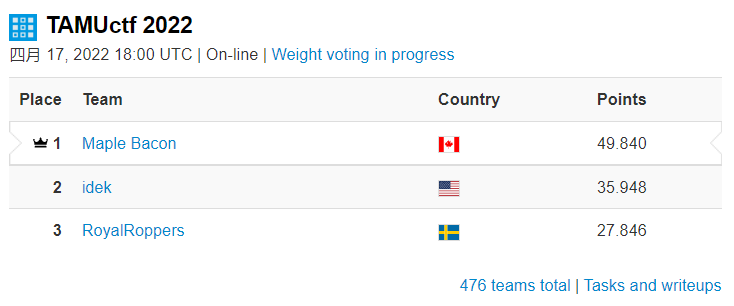 TAMUctf 2022
四月 17, 2022 18:00 UTC | On-line | Weight voting in progress
Place Team Country Points
1 Maple Bacon 49.840
2 idek 35.948
3 RoyalRoppers 27.846
476 teams total | Tasks and writeups